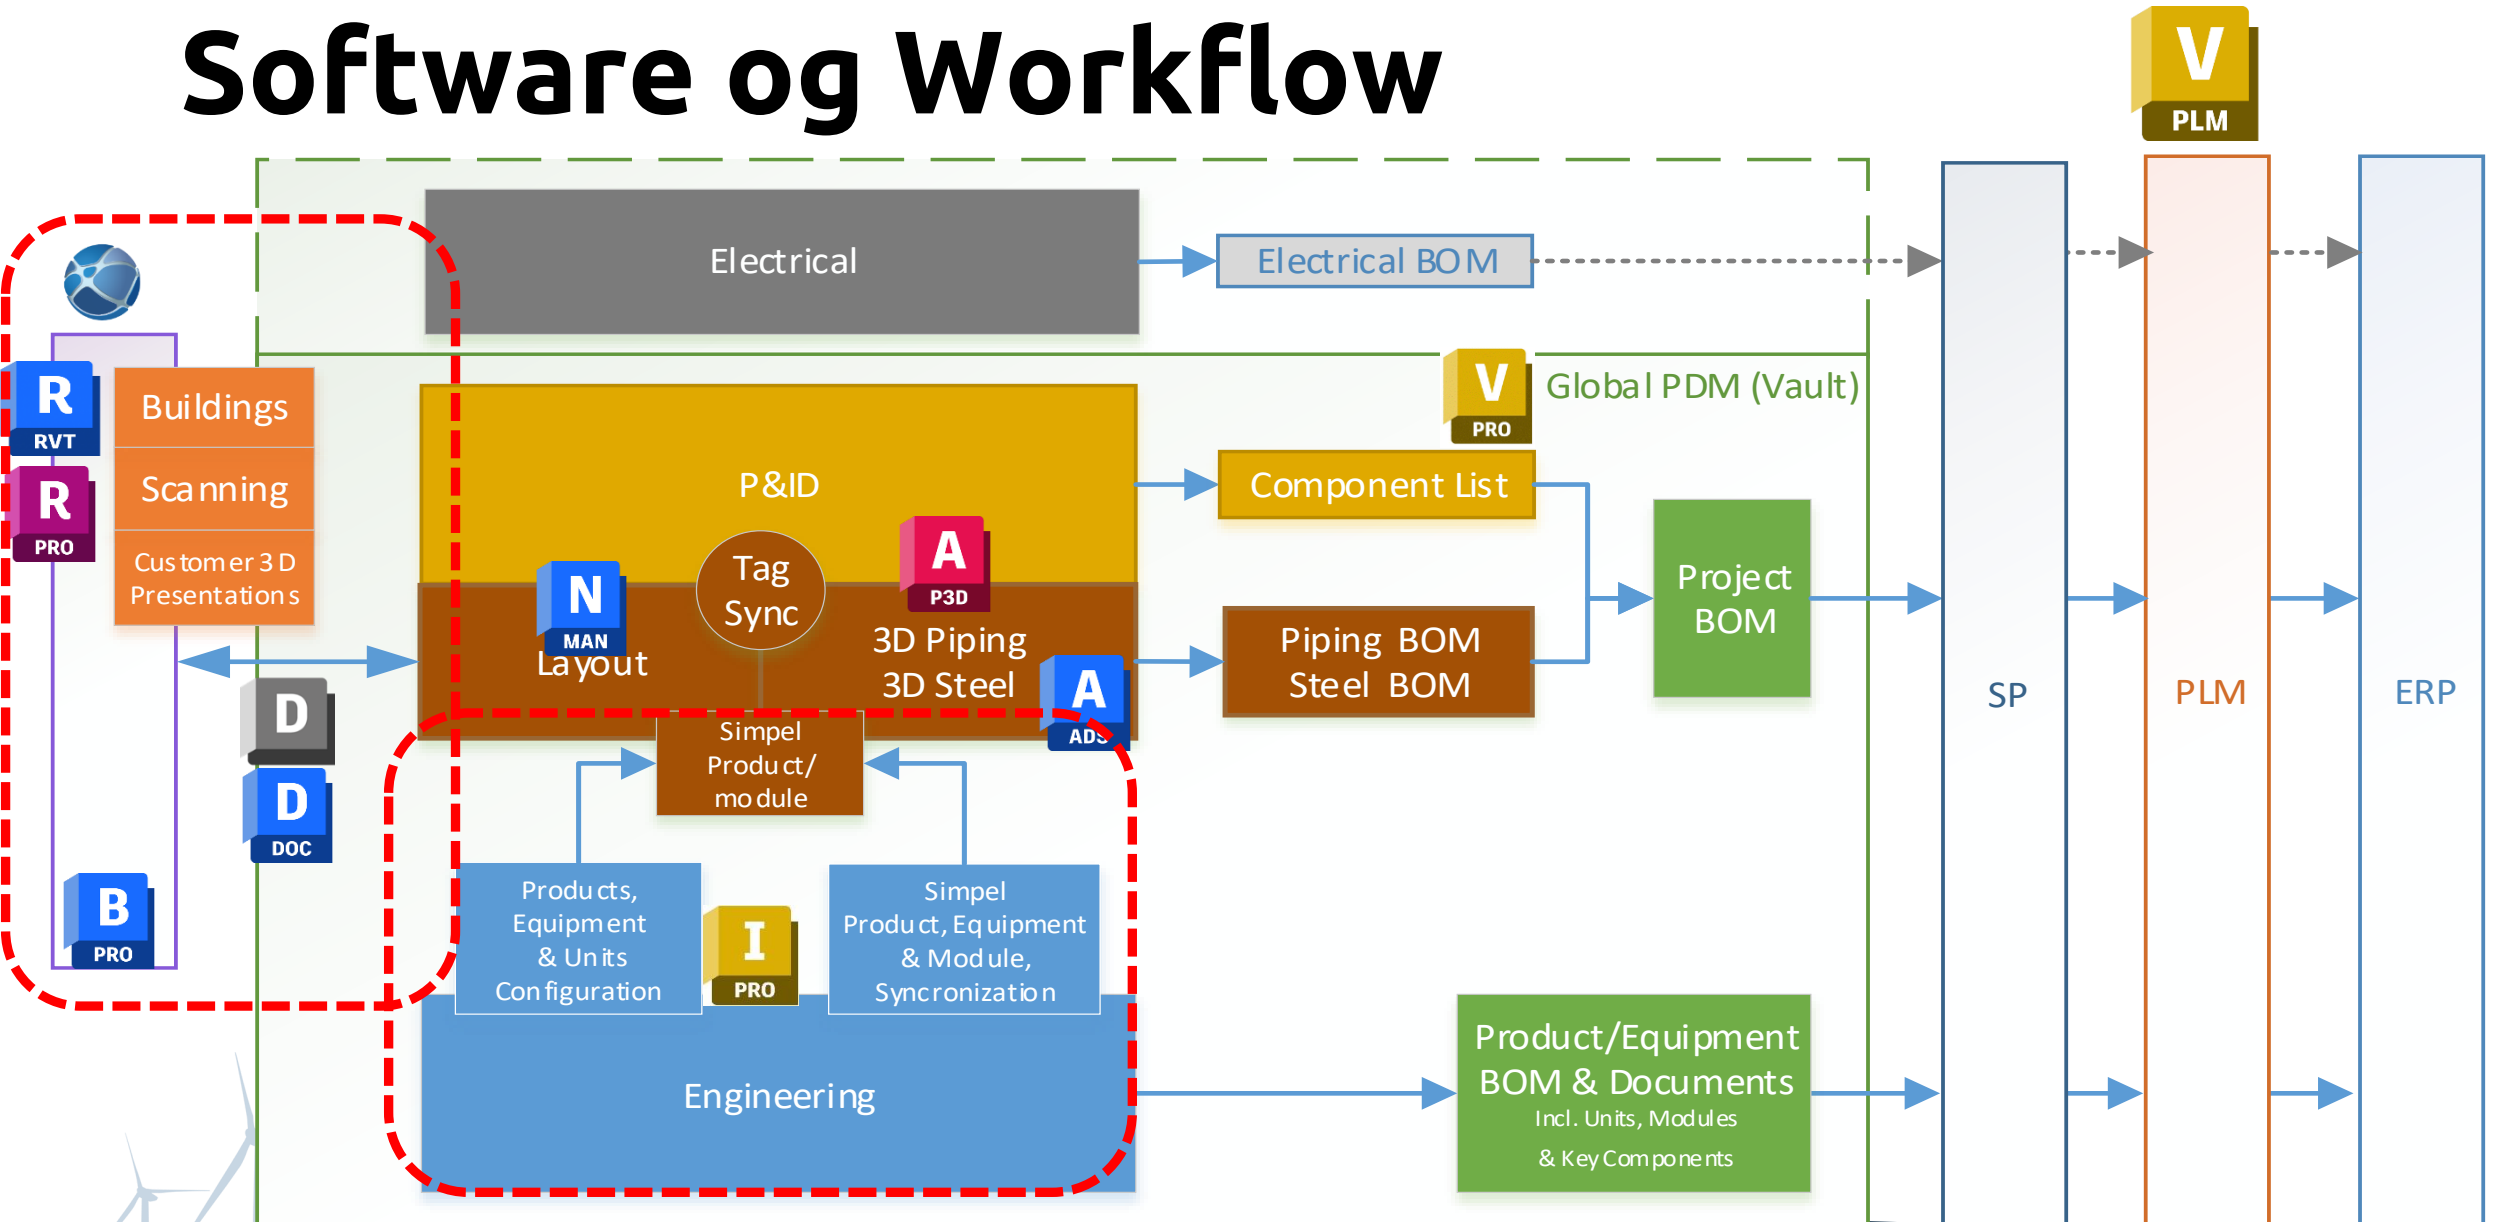 Software og Workflow
V
PLM
Electrical
Electrical BOM
R
RVT
Buildings
V
PRO
Global PDM (Vault)
R
PRO
Scanning
P&ID
Component List
Customer 3D
Presentations
Tag
Sync
A
P3D
N
MAN
Layout
3D Piping
3D Steel
A
ADS
Piping BOM
Steel BOM
Project
BOM
SP
PLM
ERP
D
D
DOC
Simpel
Product/
module
B
PRO
Products,
Equipment
& Units
Configuration
I
PRO
Simpel
Product, Equipment
& Module,
Syncronization
Engineering
Product/Equipment
BOM & Documents
Incl. Units, Modules
& Key Components